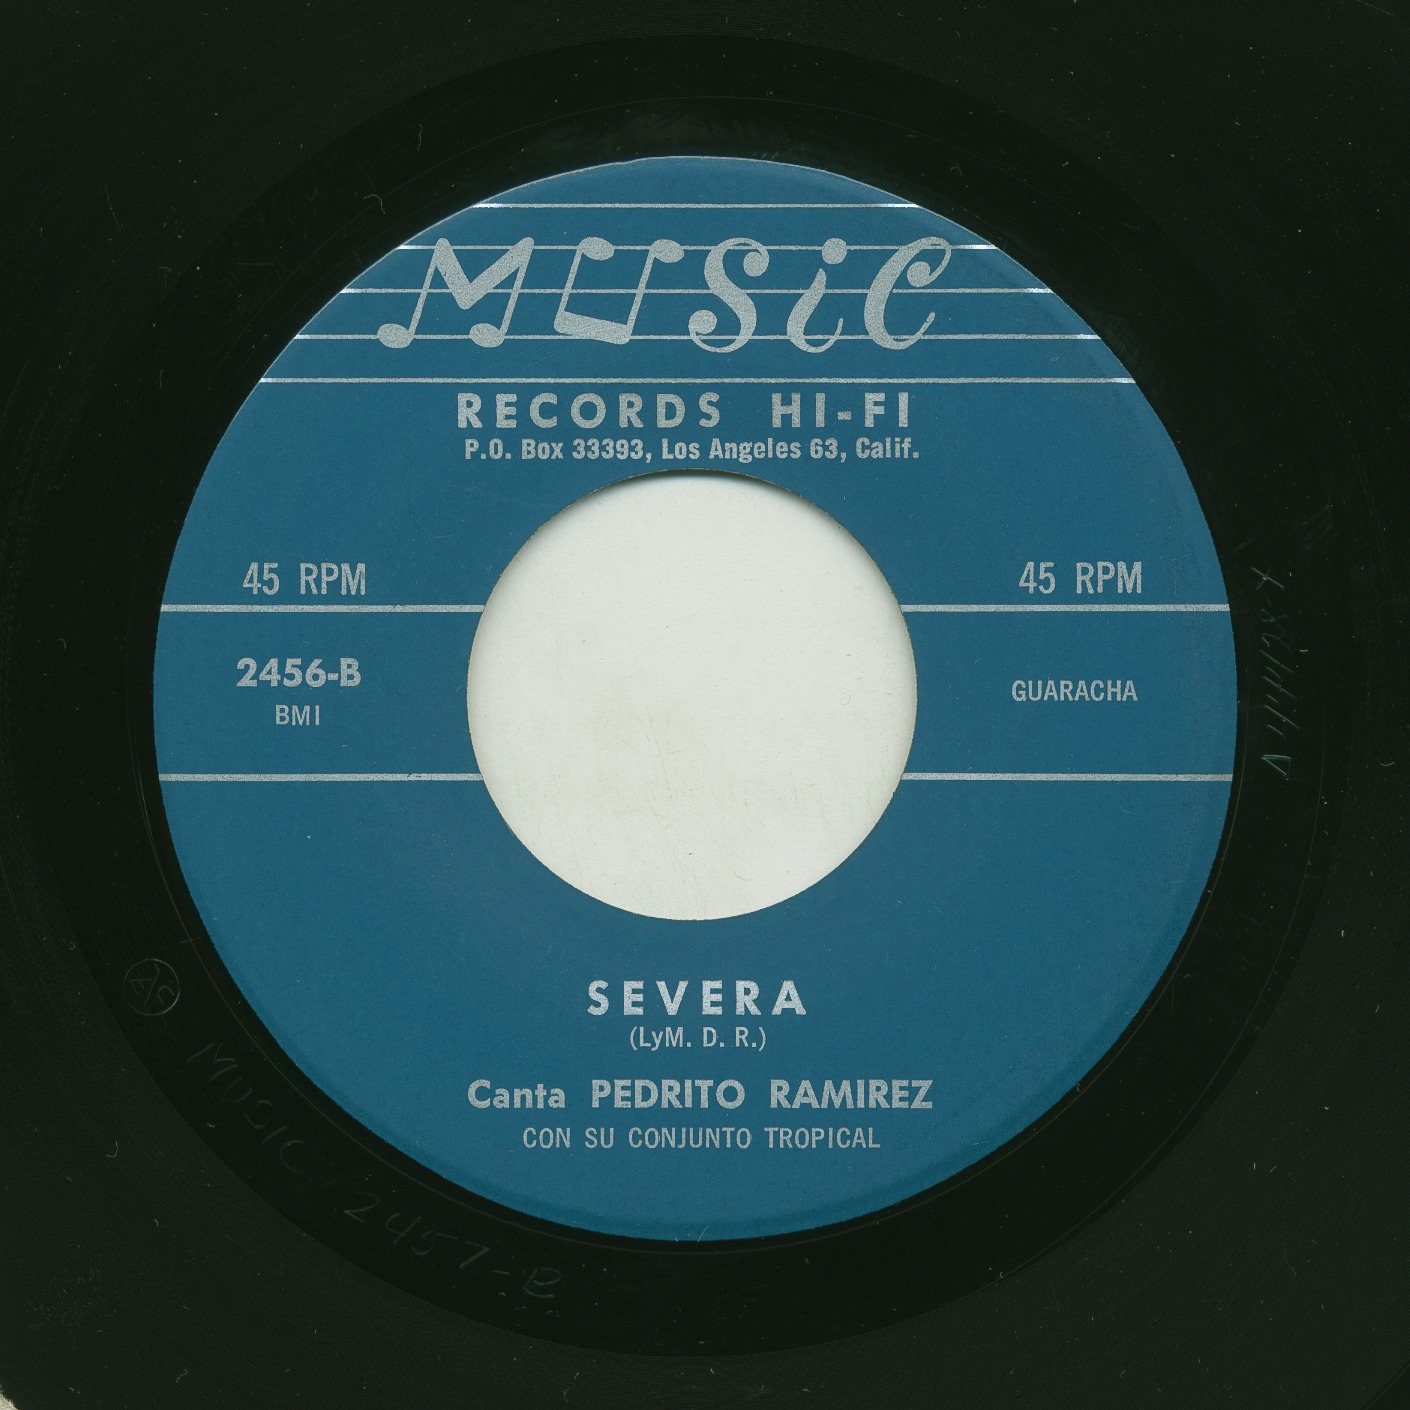 MUSiC
RECORDS HI-FI
P.O. Box 33393, Los Angeles 63, Calif.
45 RPM 45 RPM
2456-B
BMI
GUARACHA
SEVERA
(LyM. D. R.)
Canta PEDRITO RAMIREZ
CON SU CONJUNTO TROPICAL
MUSIC 2457-B